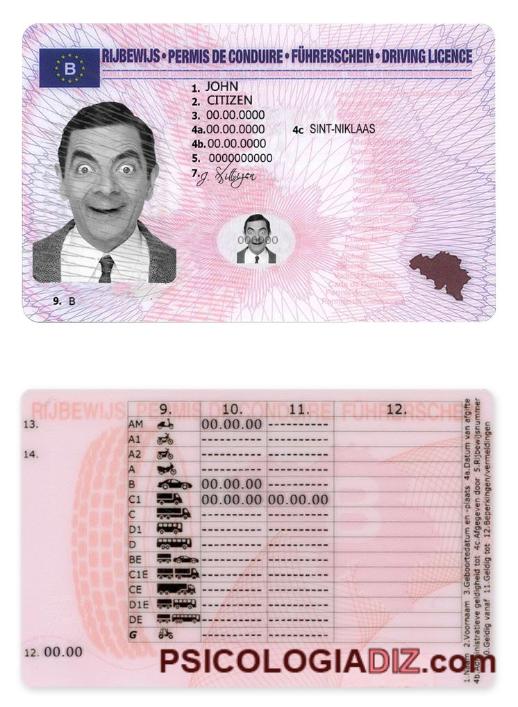 B
RIJBEWIJS • PERMIS DE CONDUIRE • FÜHRERSCHEIN • DRIVING LICENCE
1. JOHN
2. CITIZEN
3. 00.00.0000
4a. 00.00.0000 4c SINT-NIKLAAS
4b. 00.00.0000
5. 0000000000
7.
000000
9. B
RIJBEWIJS PERMIS DE CONDUIRE FÜHRERSCHE
9. 10. 11. 12.
13.
AM 00.00.00
A1
A2
14.
A
B 00.00.00
C1 00.00.00 00.00.00
C
D1
D
BE
C1E
CE
D1E
DE
G
12. 00.00
1.Naam 2.Voornaam 3.Geboortedatum en -plaats 4a.Datum van afgifte
4b.Administratieve geldigheid tot 4c.Afgegeven door 5.Rijbewijsnummer
10.Geldig vanaf 11.Geldig tot 12.Beperkingen/vermeldingen
PSICOLOGIADIZ.com